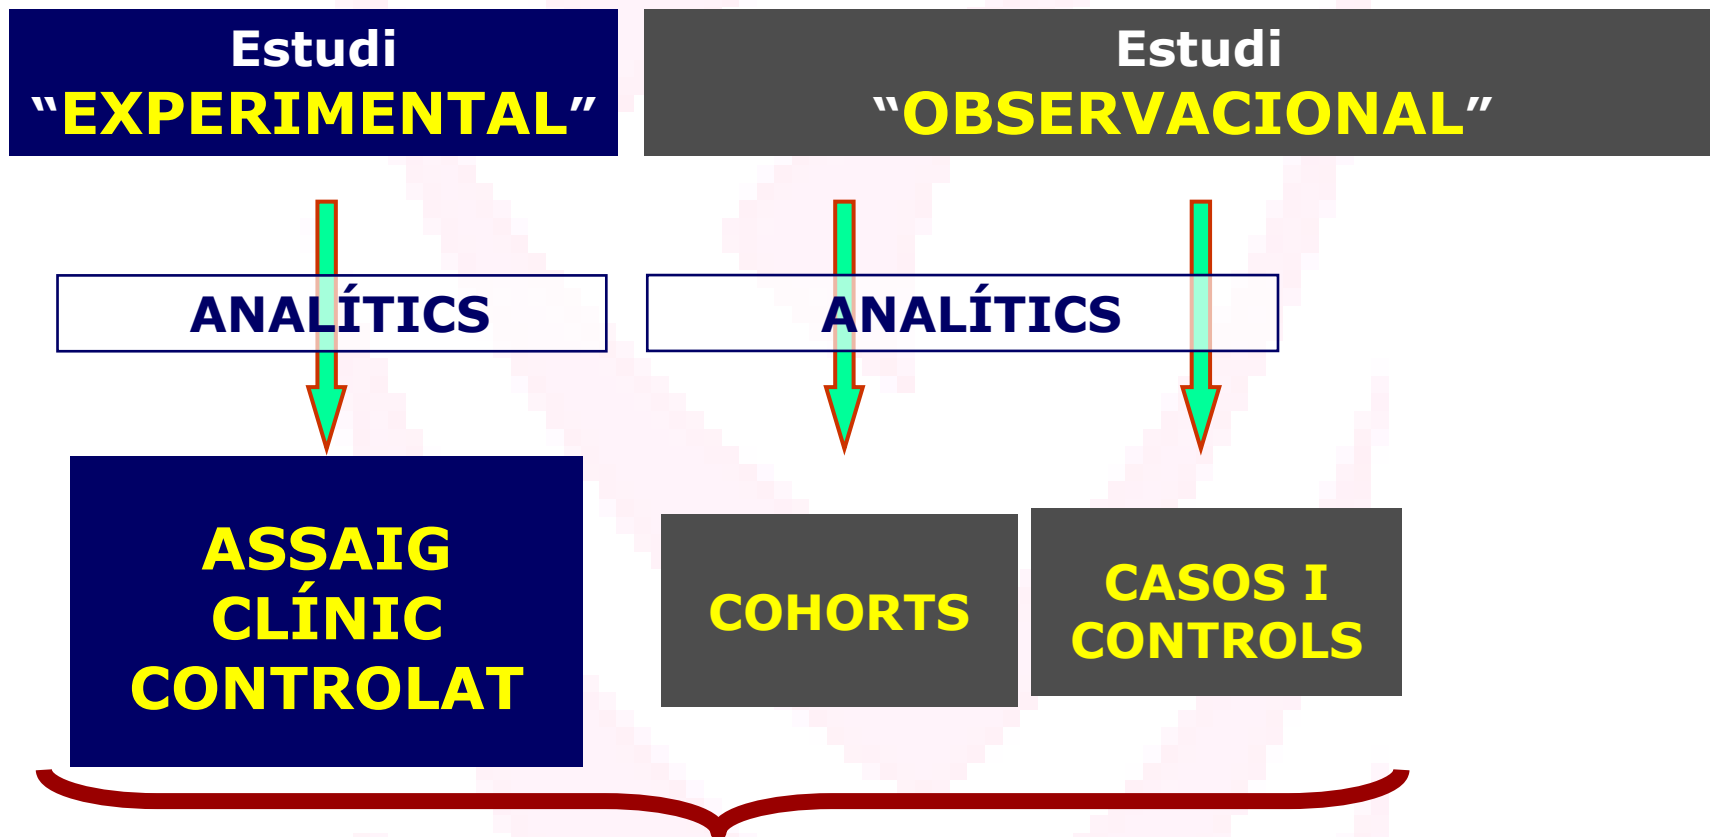 Estudi
“EXPERIMENTAL”
Estudi
“OBSERVACIONAL”
ANALÍTICS
ANALÍTICS
ASSAIG
CLÍNIC
CONTROLAT
COHORTS
CASOS I
CONTROLS